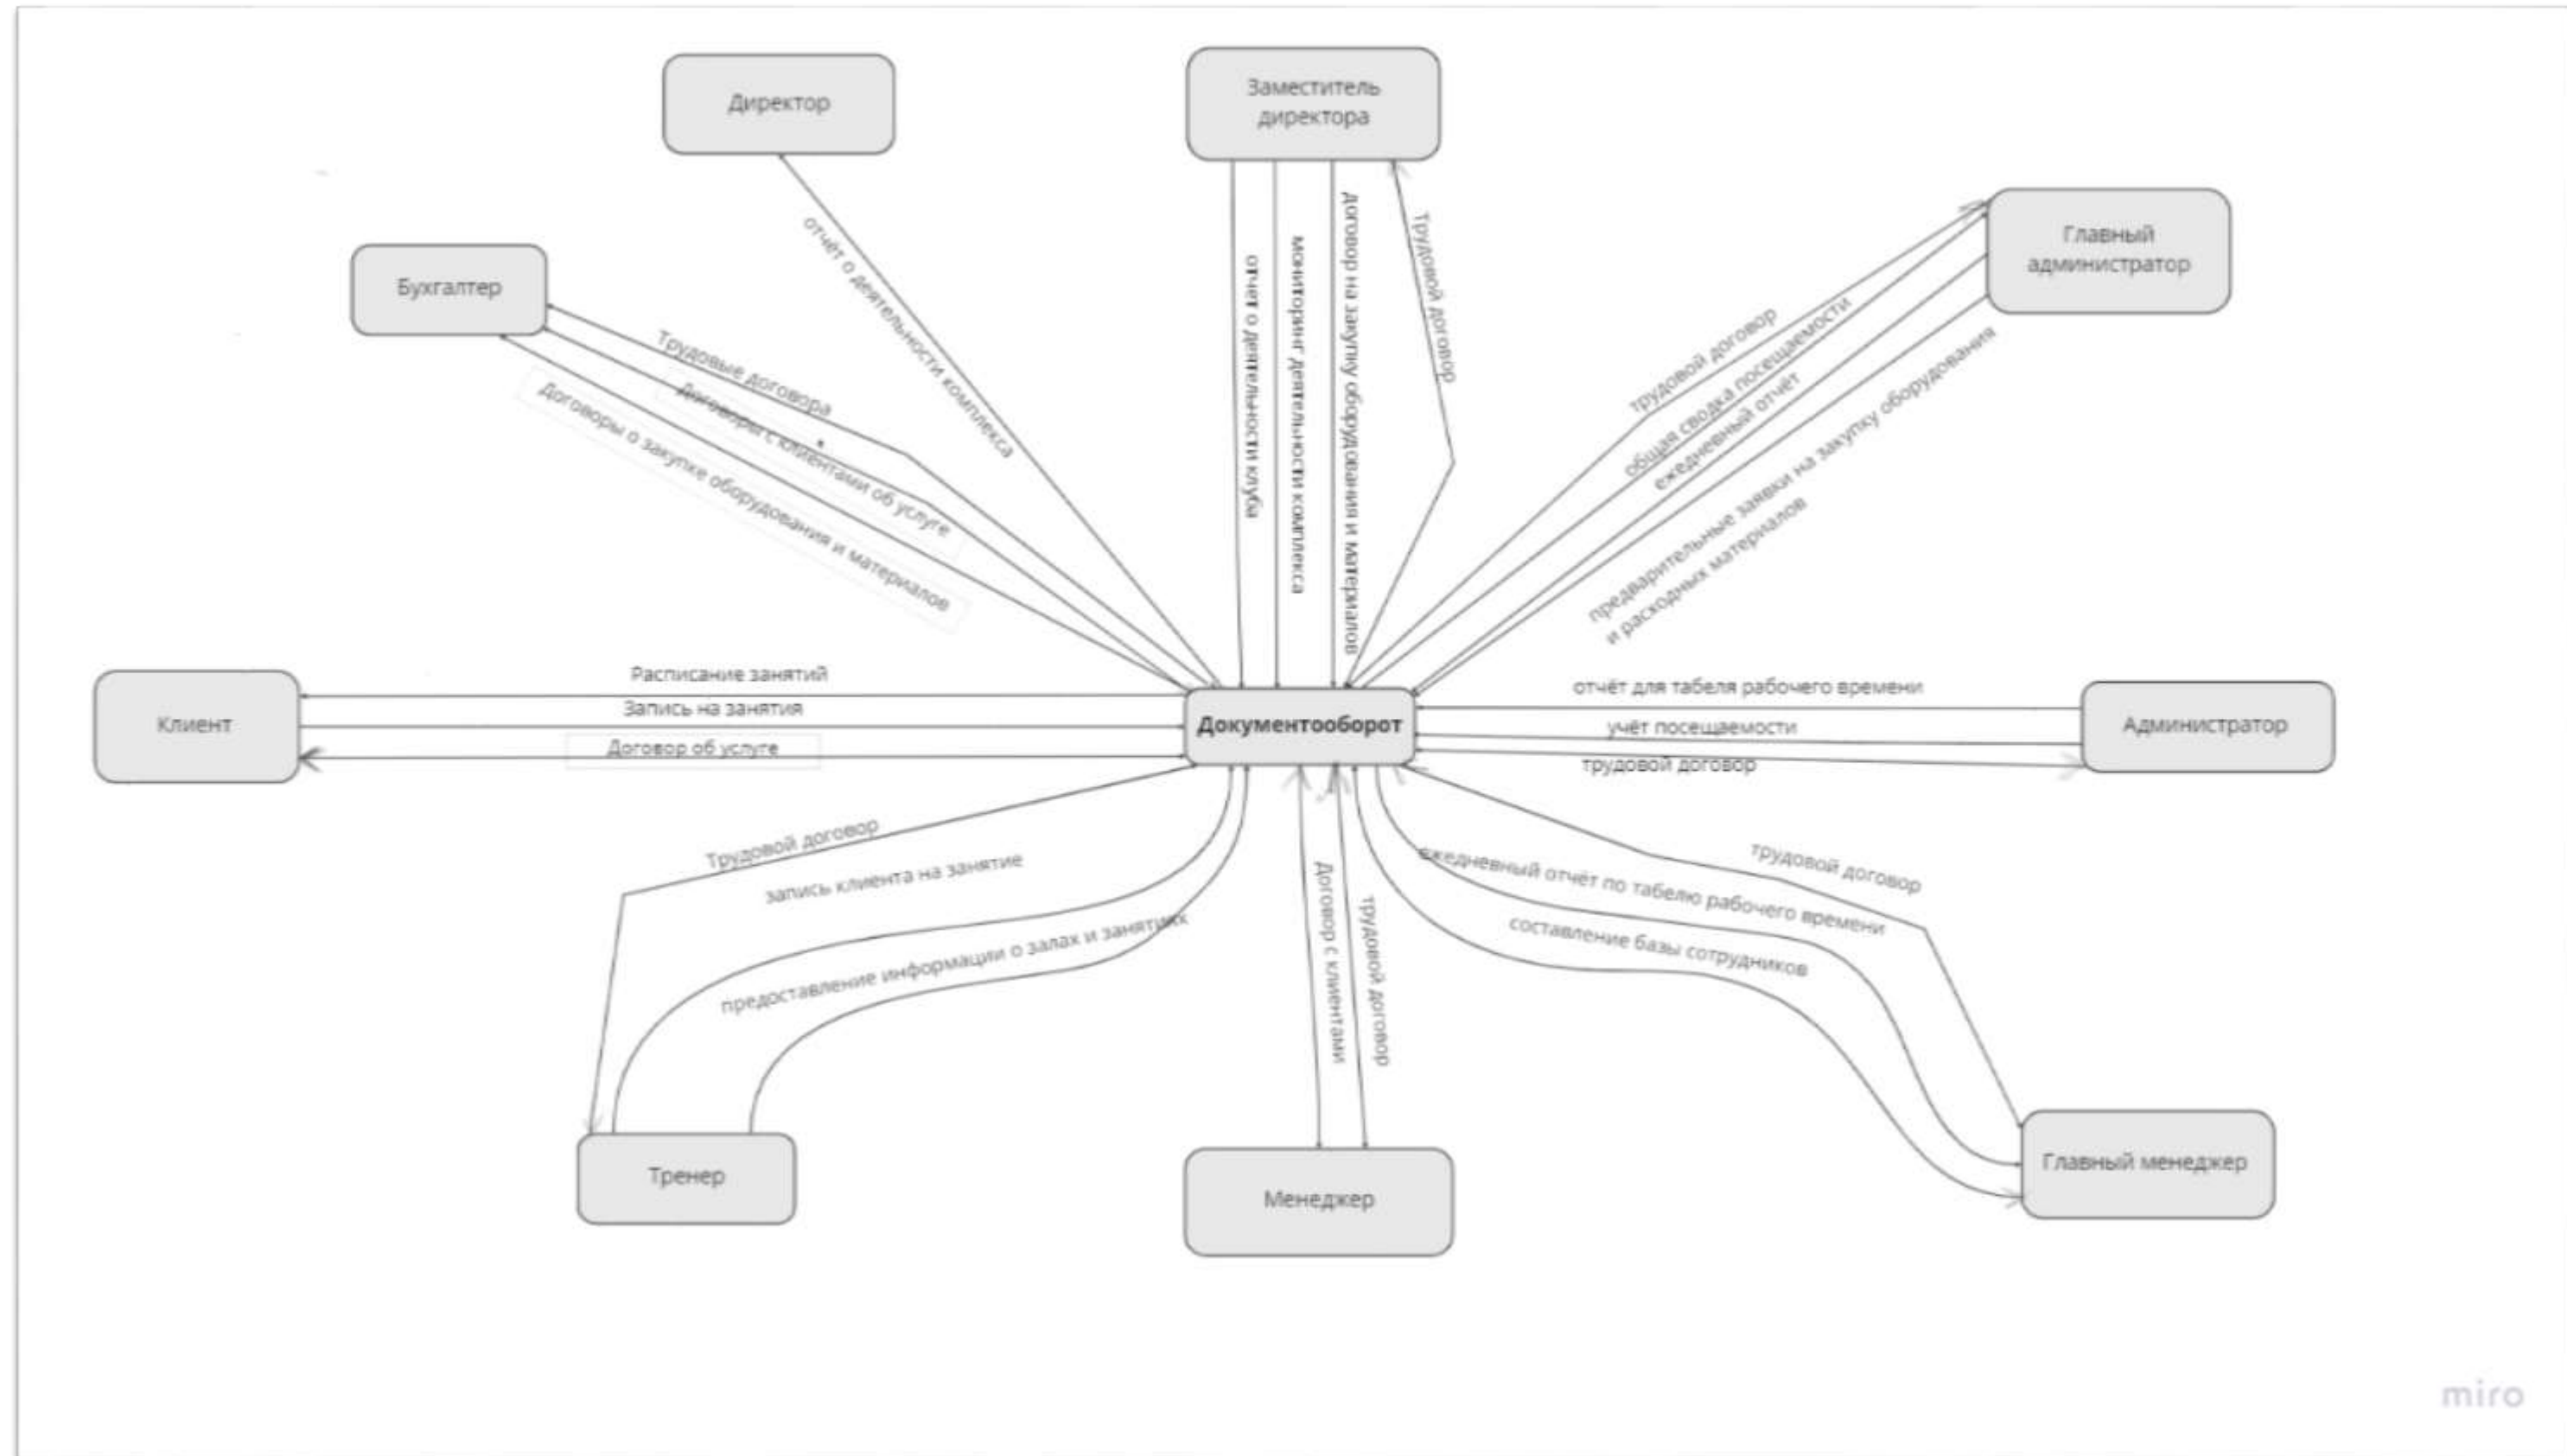 Директор
Заместитель
директора
Главный
администратор
Бухгалтер
отчёт о деятельности комплекса
отчет о деятельности клуба
мониторинг деятельности комплекса
договор на закупку оборудования и материалов
Трудовой договор
трудовой договор
общая сводка посещаемости
ежедневный отчёт
предварительные заявки на закупку оборудования
и расходных материалов
Трудовые договора
Договоры с клиентами об услуге
Договоры о закупке оборудования и материалов
Клиент
Расписание занятий
Запись на занятия
Договор об услуге
Документооборот
отчёт для табеля рабочего времени
учёт посещаемости
трудовой договор
Администратор
Трудовой договор
запись клиента на занятие
предоставление информации о залах и занятиях
Договор с клиентами
трудовой договор
трудовой договор
ежедневный отчёт по табелю рабочего времени
составление базы сотрудников
Тренер
Менеджер
Главный менеджер
miro